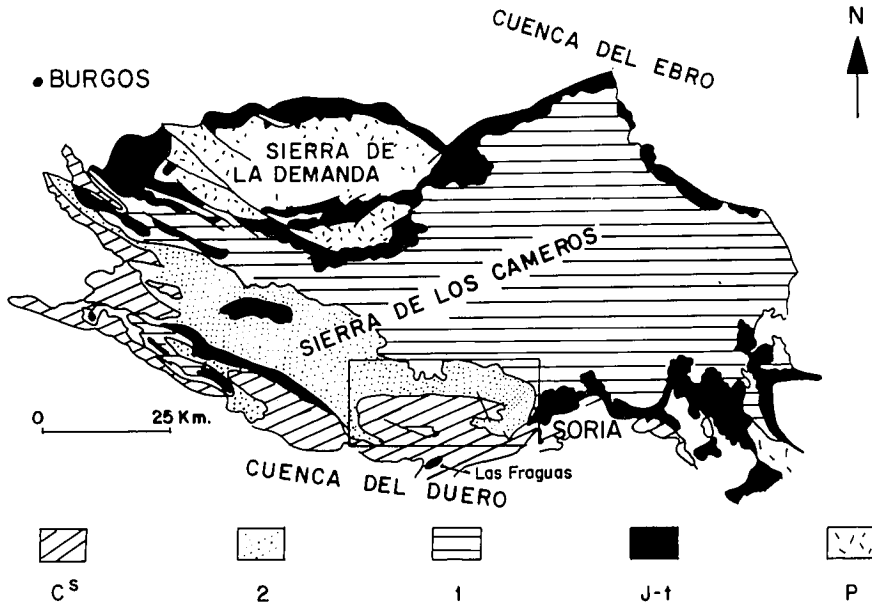 N
CUENCA DEL EBRO
BURGOS
SIERRA DE
LA DEMANDA
SIERRA DE LOS CAMEROS
0 25 Km.
SORIA
Las Fraguas
CUENCA DEL DUERO
Cˢ 2 1 J-t P